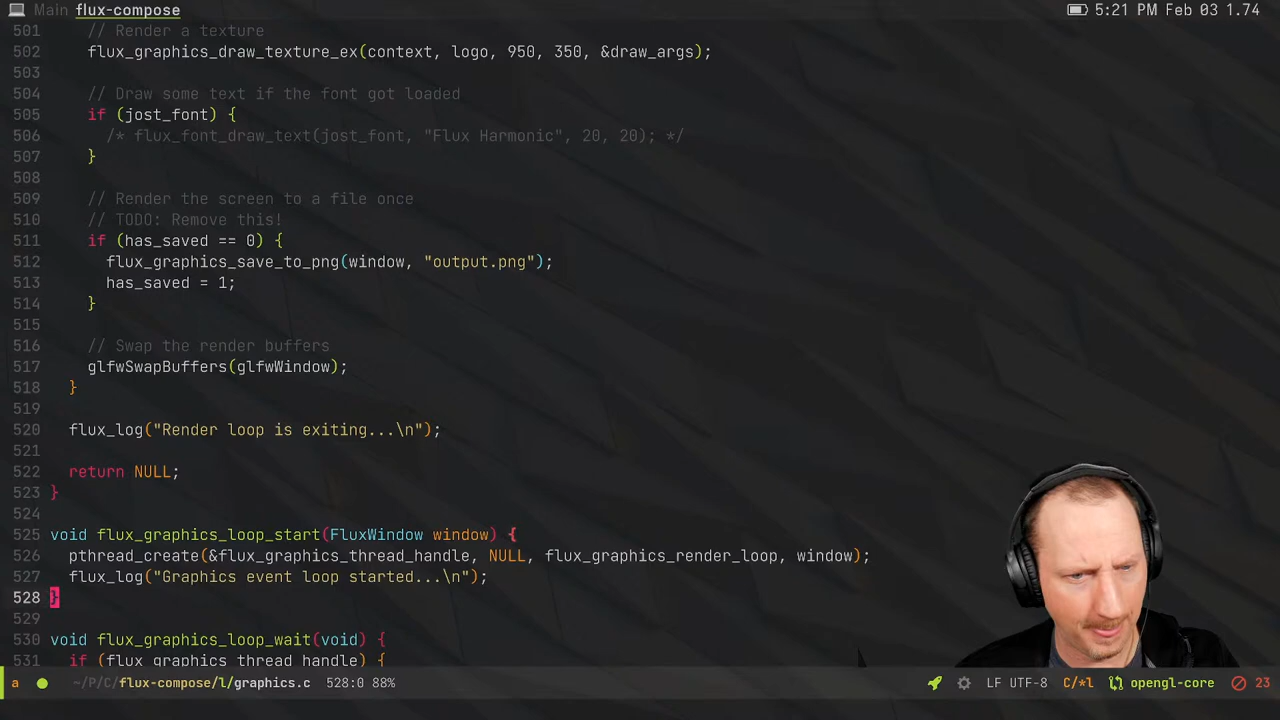 Main flux-compose 5:21 PM Feb 03 1.74
501 // Render a texture
502 flux_graphics_draw_texture_ex(context, logo, 950, 350, &draw_args);
503
504 // Draw some text if the font got loaded
505 if (jost_font) {
506 /* flux_font_draw_text(jost_font, "Flux Harmonic", 20, 20); */
507 }
508
509 // Render the screen to a file once
510 // TODO: Remove this!
511 if (has_saved == 0) {
512 flux_graphics_save_to_png(window, "output.png");
513 has_saved = 1;
514 }
515
516 // Swap the render buffers
517 glfwSwapBuffers(glfwWindow);
518 }
519
520 flux_log("Render loop is exiting...\n");
521
522 return NULL;
523 }
524
525 void flux_graphics_loop_start(FluxWindow window) {
526 pthread_create(&flux_graphics_thread_handle, NULL, flux_graphics_render_loop, window);
527 flux_log("Graphics event loop started...\n");
528 }
529
530 void flux_graphics_loop_wait(void) {
531 if (flux_graphics_thread_handle) {
a ~/P/C/flux-compose/l/graphics.c 528:0 88% LF UTF-8 C/*l opengl-core 23